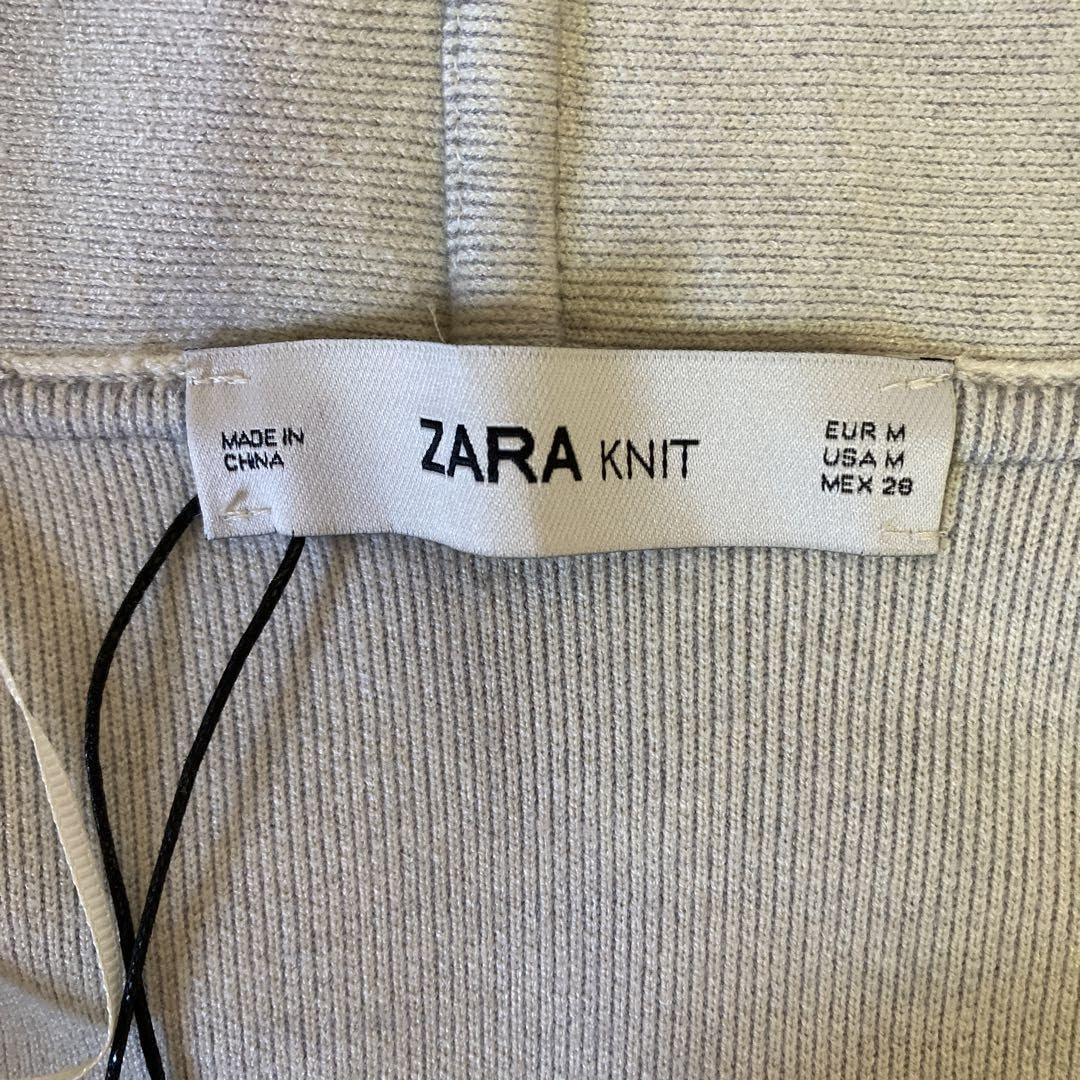 MADE IN
CHINA
ZARA KNIT
EUR M
USA M
MEX 28